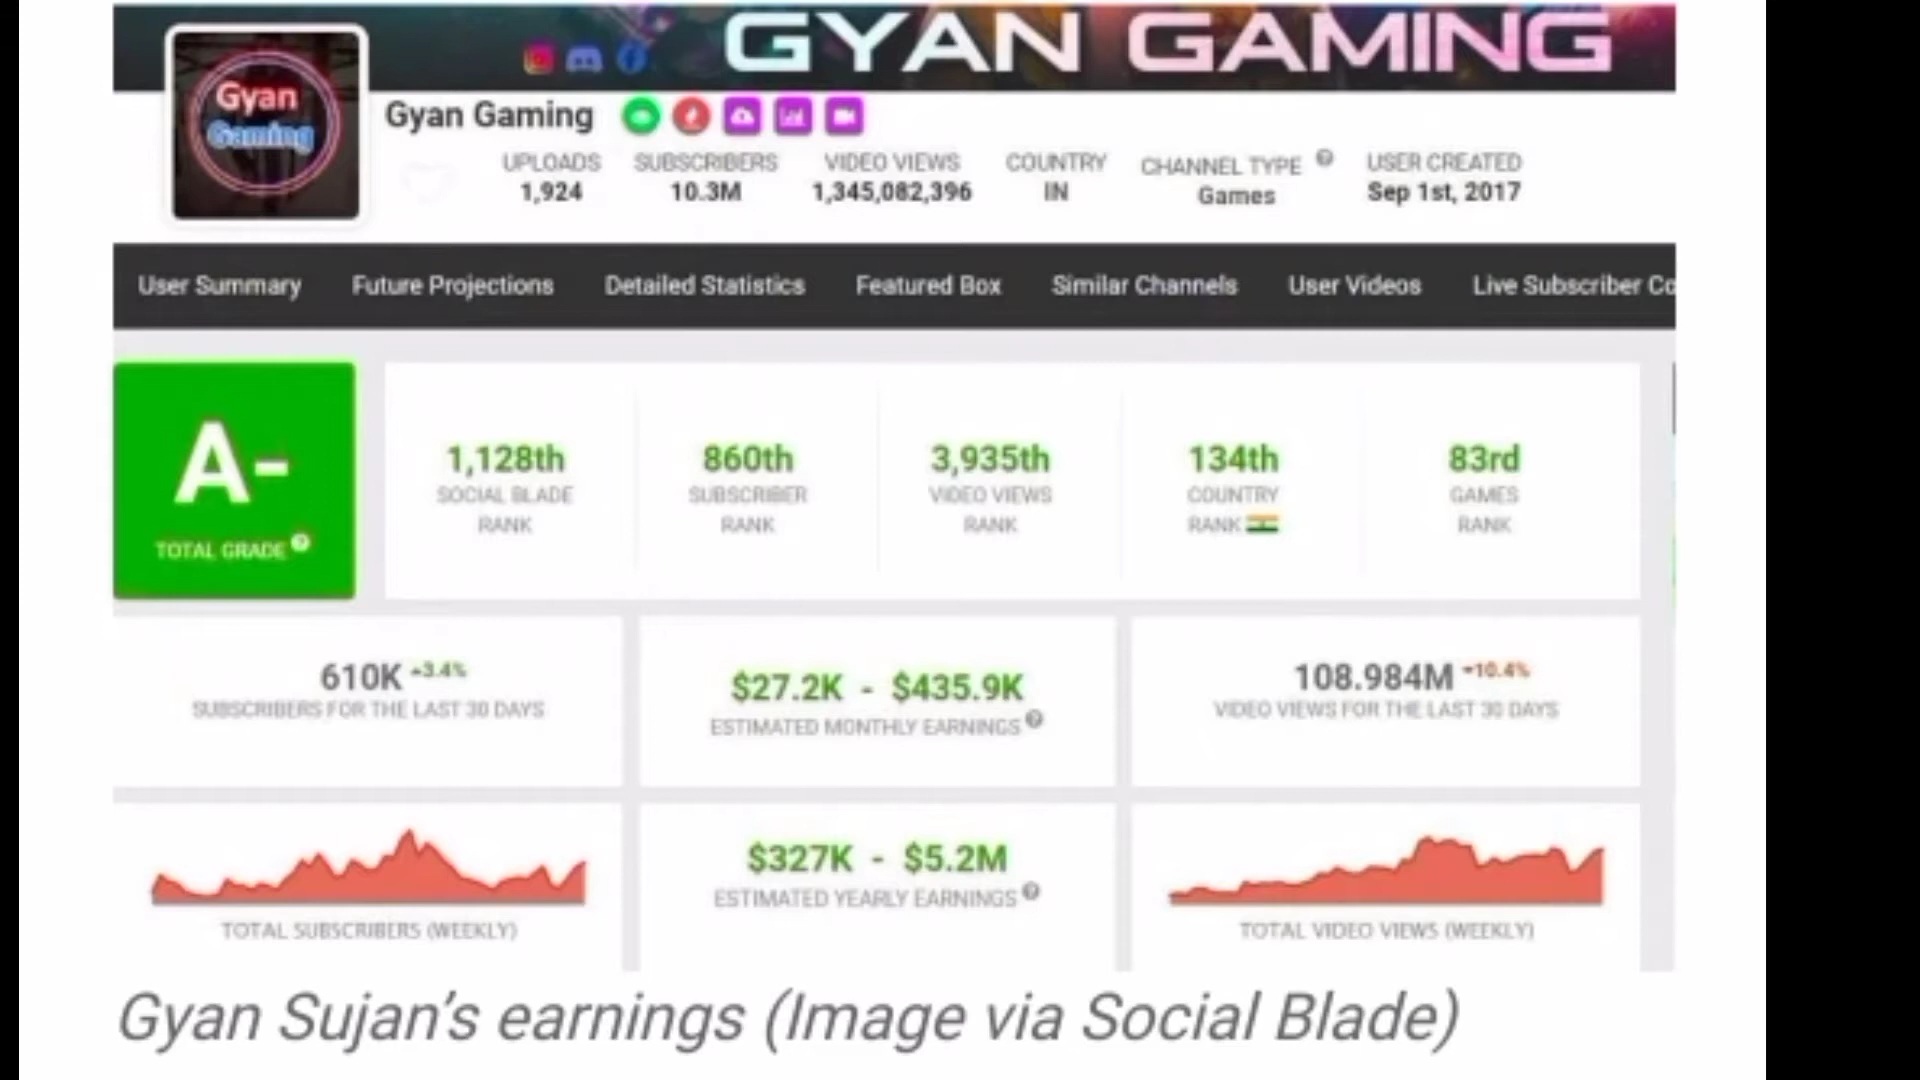 GYAN GAMING
Gyan
Gaming
Gyan Gaming
UPLOADS SUBSCRIBERS VIDEO VIEWS COUNTRY CHANNEL TYPE USER CREATED
1,924 10.3M 1,345,082,396 IN Games Sep 1st, 2017
User Summary Future Projections Detailed Statistics Featured Box Similar Channels User Videos Live Subscriber Co
A-
TOTAL GRADE
1,128th 860th 3,935th 134th 83rd
SOCIAL BLADE SUBSCRIBER VIDEO VIEWS COUNTRY GAMES
RANK RANK RANK RANK RANK
610K +3.4%
SUBSCRIBERS FOR THE LAST 30 DAYS
$27.2K - $435.9K
ESTIMATED MONTHLY EARNINGS
108.984M -10.4%
VIDEO VIEWS FOR THE LAST 30 DAYS
TOTAL SUBSCRIBERS (WEEKLY)
$327K - $5.2M
ESTIMATED YEARLY EARNINGS
TOTAL VIDEO VIEWS (WEEKLY)
Gyan Sujan's earnings (Image via Social Blade)